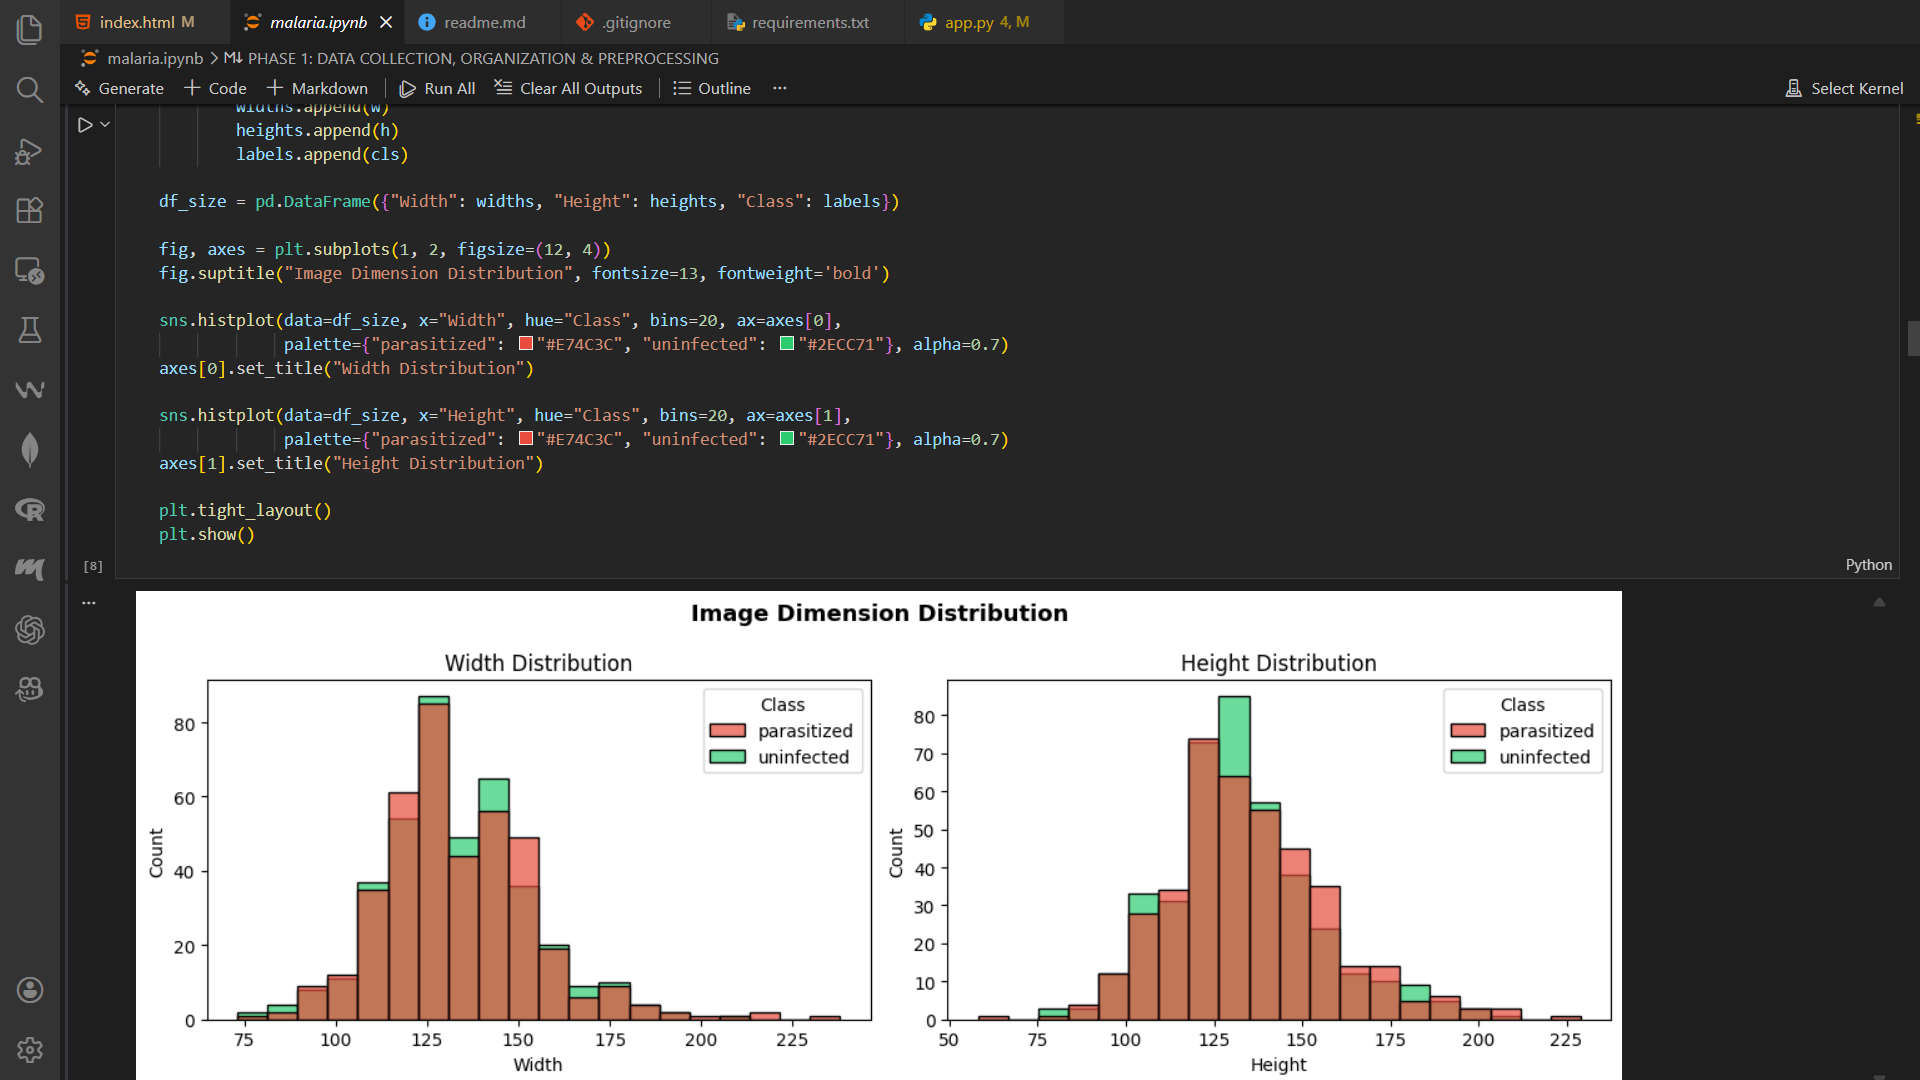 index.html M
malaria.ipynb
readme.md
.gitignore
requirements.txt
app.py 4, M
malaria.ipynb > M↓ PHASE 1: DATA COLLECTION, ORGANIZATION & PREPROCESSING
Generate + Code + Markdown Run All Clear All Outputs Outline ... Select Kernel
widths.append(w)
heights.append(h)
labels.append(cls)
df_size = pd.DataFrame({"Width": widths, "Height": heights, "Class": labels})
fig, axes = plt.subplots(1, 2, figsize=(12, 4))
fig.suptitle("Image Dimension Distribution", fontsize=13, fontweight='bold')
sns.histplot(data=df_size, x="Width", hue="Class", bins=20, ax=axes[0],
palette={"parasitized": "#E74C3C", "uninfected": "#2ECC71"}, alpha=0.7)
axes[0].set_title("Width Distribution")
sns.histplot(data=df_size, x="Height", hue="Class", bins=20, ax=axes[1],
palette={"parasitized": "#E74C3C", "uninfected": "#2ECC71"}, alpha=0.7)
axes[1].set_title("Height Distribution")
plt.tight_layout()
plt.show()
[8]
Python
...
Image Dimension Distribution
Width Distribution
Class
parasitized
uninfected
Count
80
60
40
20
0
75 100 125 150 175 200 225
Width
Height Distribution
Class
parasitized
uninfected
Count
80
70
60
50
40
30
20
10
0
50 75 100 125 150 175 200 225
Height